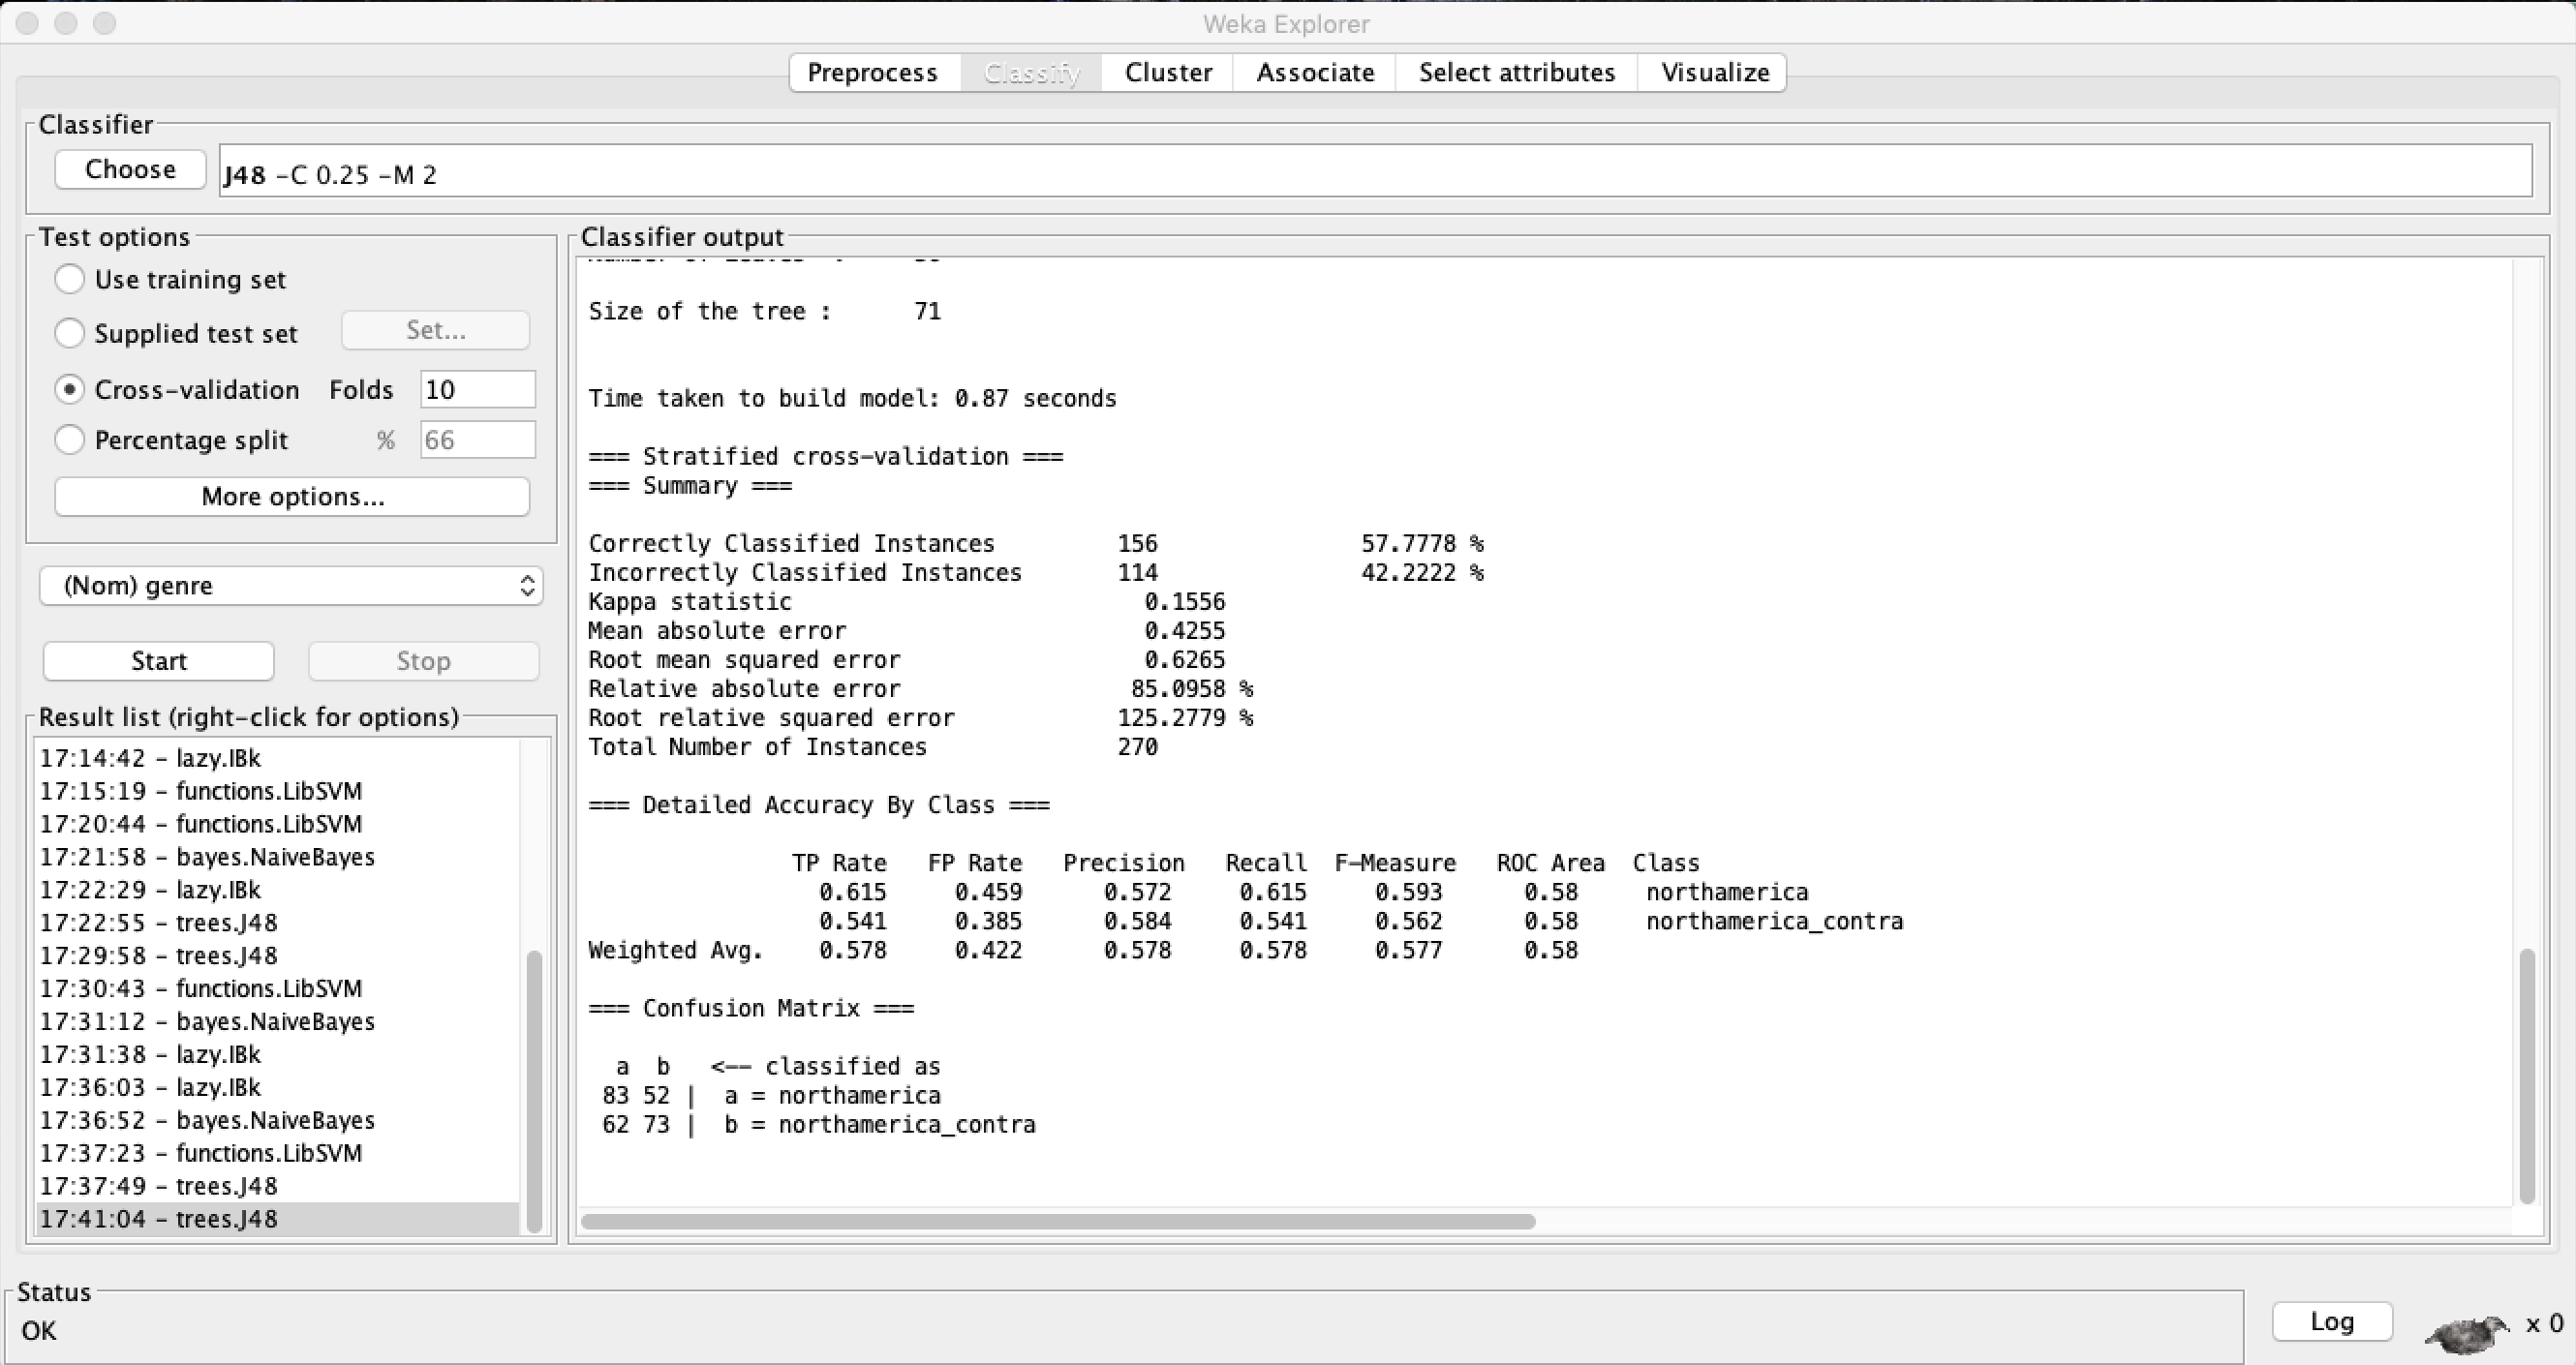 Weka Explorer
Preprocess Classify Cluster Associate Select attributes Visualize
Classifier
Choose J48 -C 0.25 -M 2
Test options
Use training set
Supplied test set Set...
Cross-validation Folds 10
Percentage split % 66
More options...
(Nom) genre
Start Stop
Result list (right-click for options)
17:14:42 - lazy.IBk
17:15:19 - functions.LibSVM
17:20:44 - functions.LibSVM
17:21:58 - bayes.NaiveBayes
17:22:29 - lazy.IBk
17:22:55 - trees.J48
17:29:58 - trees.J48
17:30:43 - functions.LibSVM
17:31:12 - bayes.NaiveBayes
17:31:38 - lazy.IBk
17:36:03 - lazy.IBk
17:36:52 - bayes.NaiveBayes
17:37:23 - functions.LibSVM
17:37:49 - trees.J48
17:41:04 - trees.J48
Classifier output
Size of the tree : 71
Time taken to build model: 0.87 seconds
=== Stratified cross-validation ===
=== Summary ===
Correctly Classified Instances 156 57.7778 %
Incorrectly Classified Instances 114 42.2222 %
Kappa statistic 0.1556
Mean absolute error 0.4255
Root mean squared error 0.6265
Relative absolute error 85.0958 %
Root relative squared error 125.2779 %
Total Number of Instances 270
=== Detailed Accuracy By Class ===
TP Rate FP Rate Precision Recall F-Measure ROC Area Class
0.615 0.459 0.572 0.615 0.593 0.58 northamerica
0.541 0.385 0.584 0.541 0.562 0.58 northamerica_contra
Weighted Avg. 0.578 0.422 0.578 0.578 0.577 0.58
=== Confusion Matrix ===
a b <-- classified as
83 52 | a = northamerica
62 73 | b = northamerica_contra
Status
OK
Log x 0